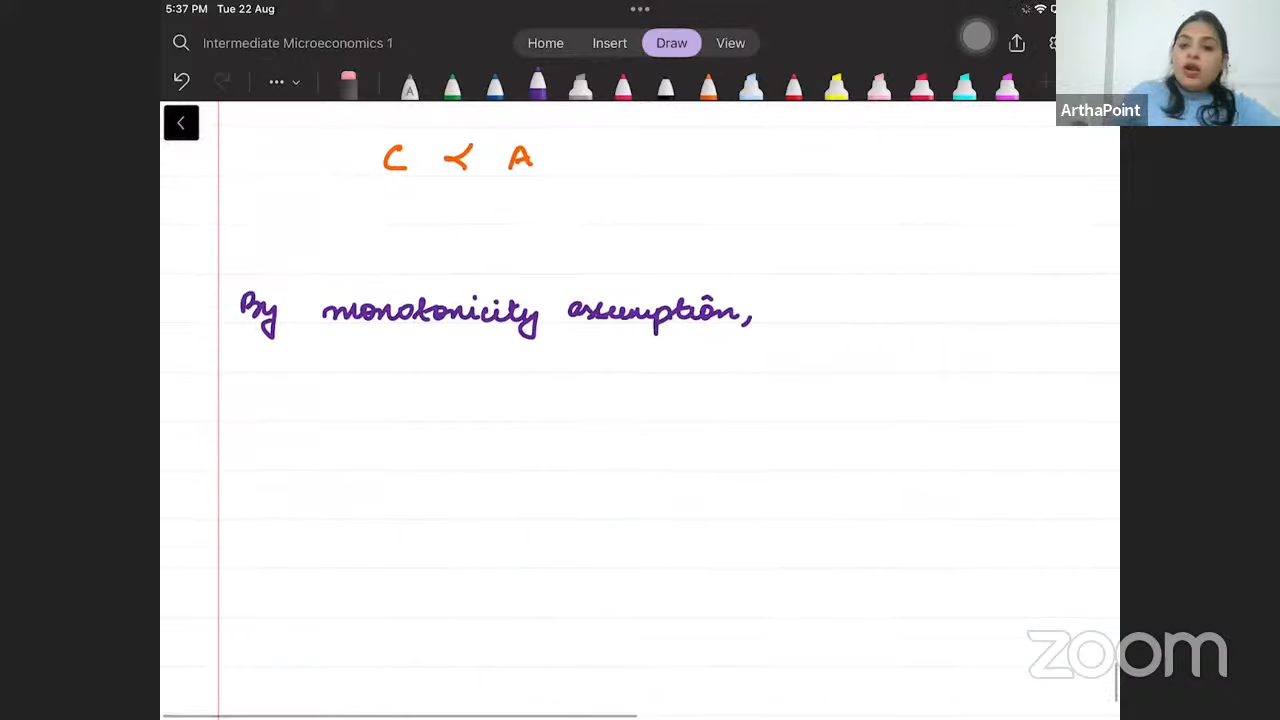 5:37 PM Tue 22 Aug
Intermediate Microeconomics 1
Home Insert Draw View
A
ArthaPoint
C ≺ A
By monotonicity assumption,
zoom